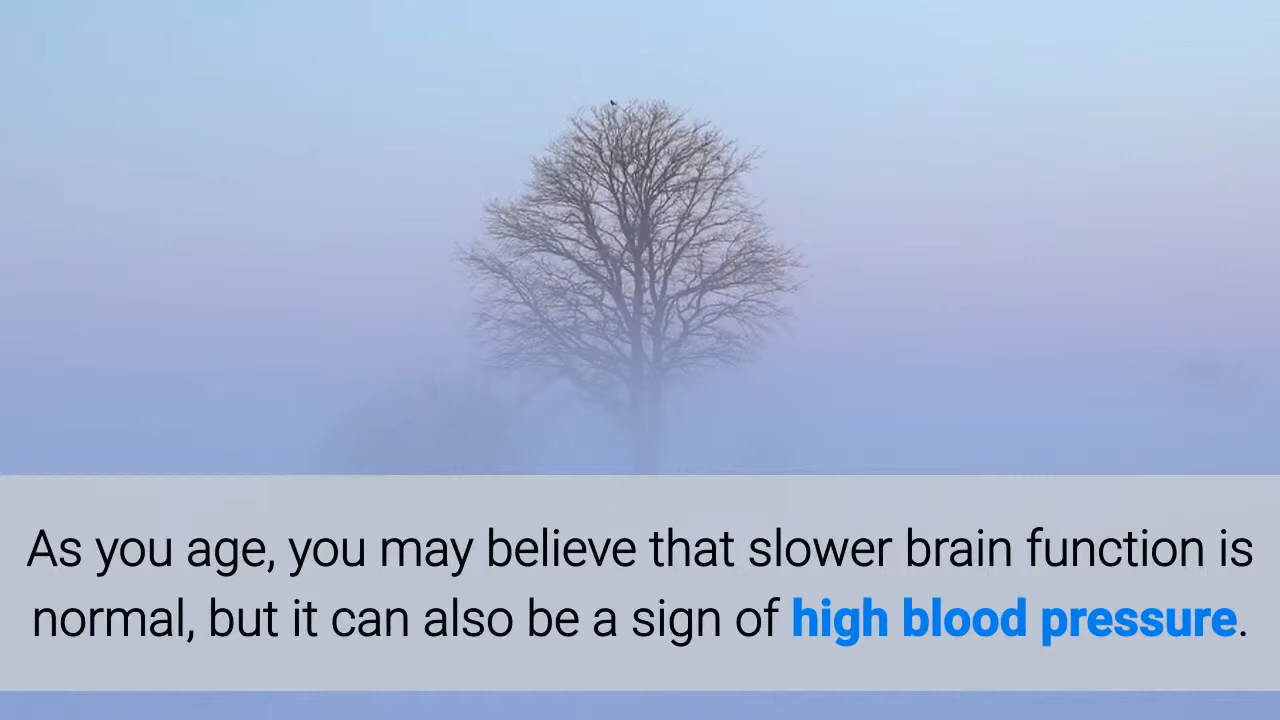 As you age, you may believe that slower brain function is
normal, but it can also be a sign of high blood pressure.